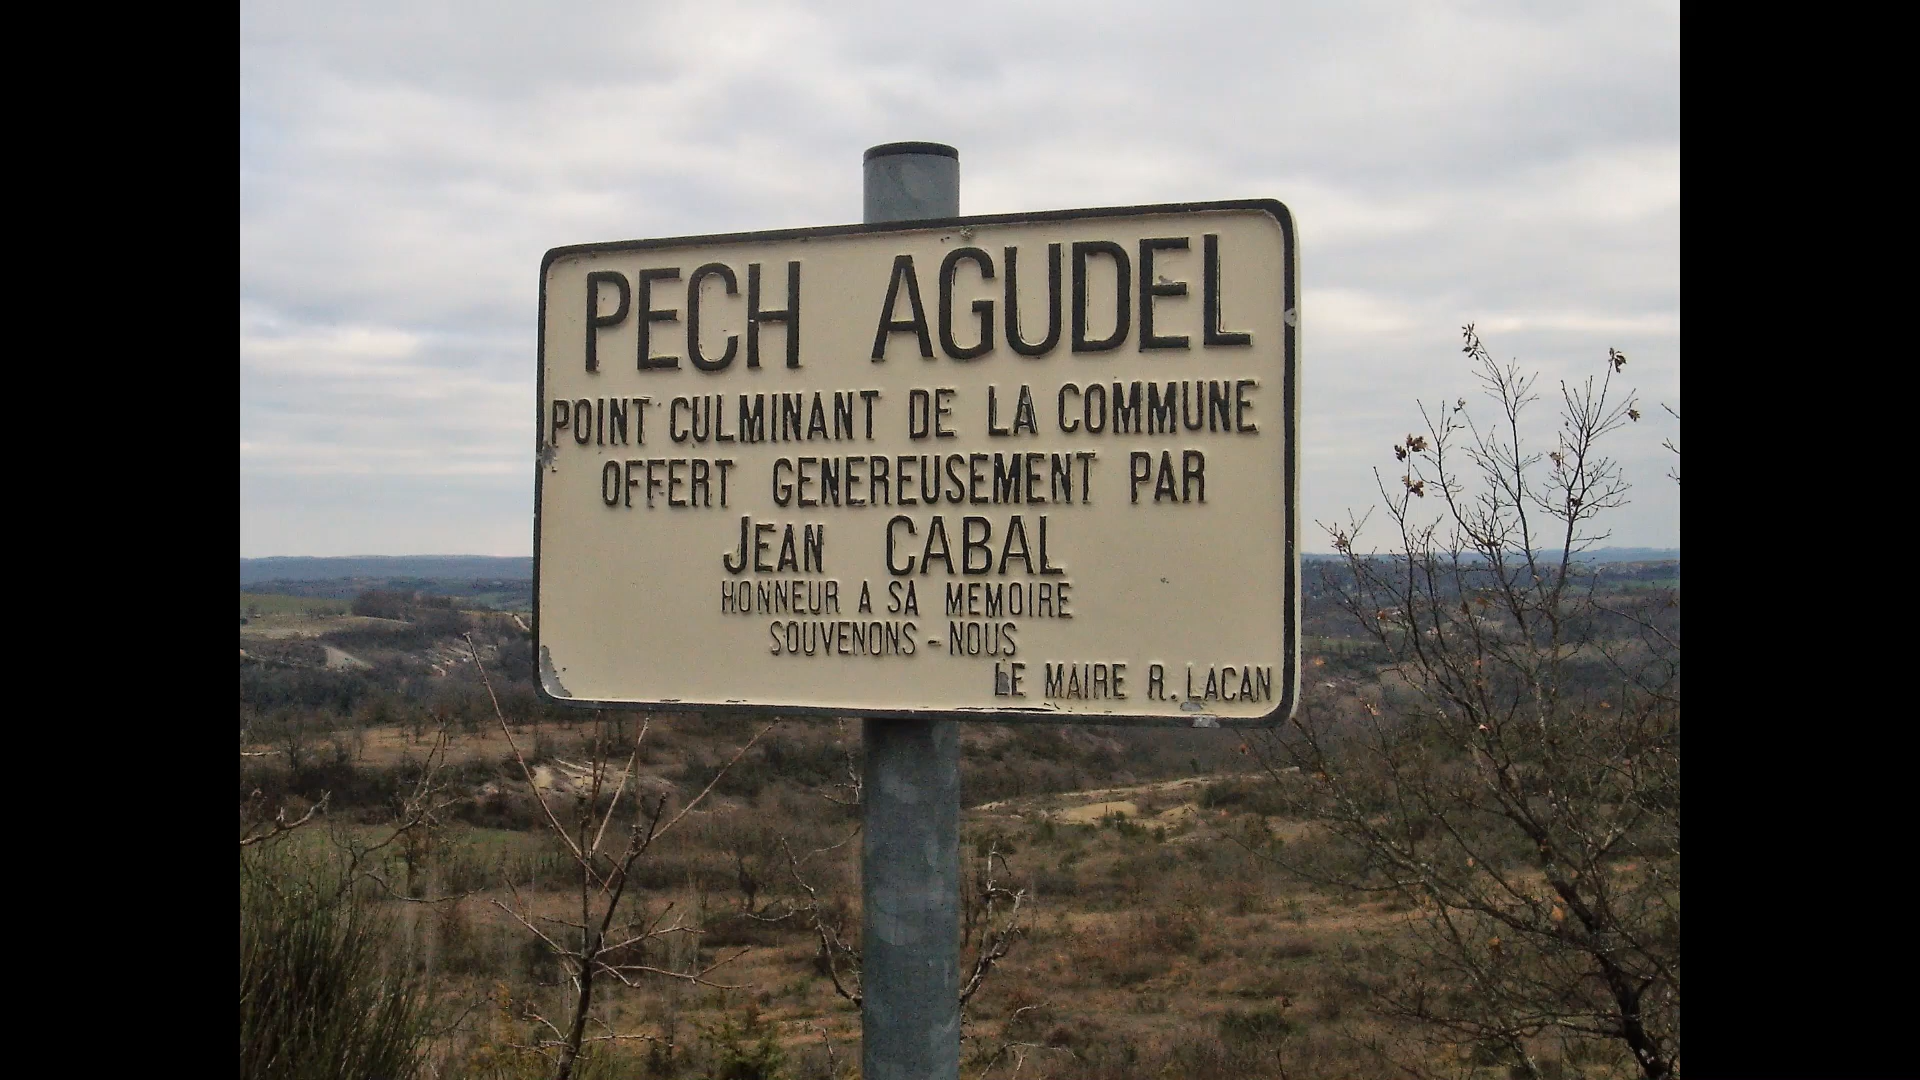 PECH AGUDEL
POINT CULMINANT DE LA COMMUNE
OFFERT GENEREUSEMENT PAR
JEAN CABAL
HONNEUR A SA MEMOIRE
SOUVENONS - NOUS
LE MAIRE R. LACAN